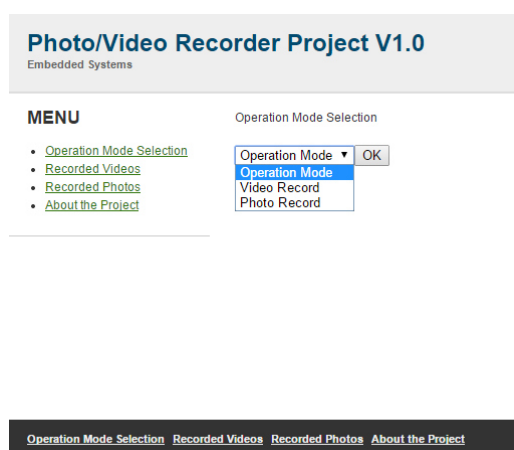 Photo/Video Recorder Project V1.0
Embedded Systems
MENU
Operation Mode Selection
Recorded Videos
Recorded Photos
About the Project
Operation Mode Selection
Operation Mode OK
Operation Mode
Video Record
Photo Record
Operation Mode Selection Recorded Videos Recorded Photos About the Project